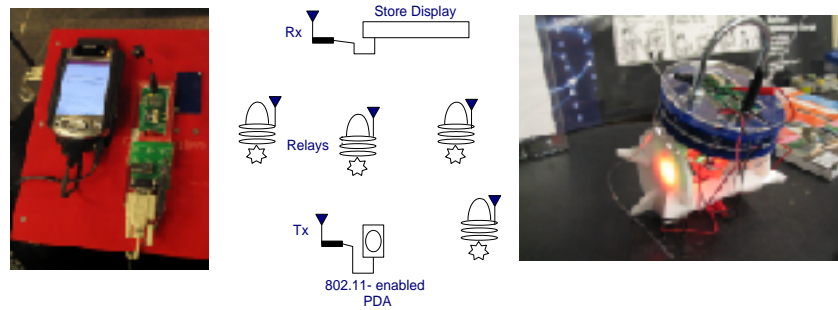 Store Display
Rx
Relays
Tx
802.11- enabled
PDA